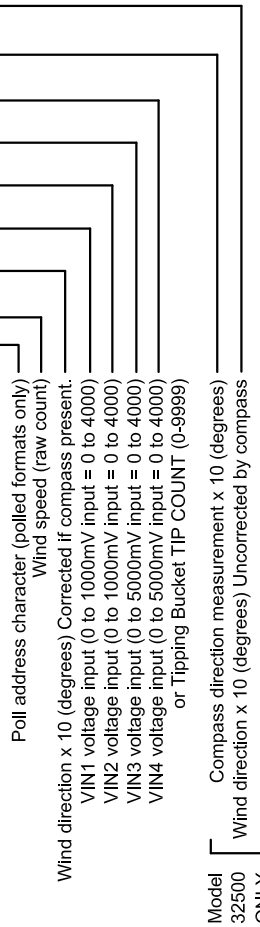 Poll address character (polled formats only)
Wind speed (raw count)
Wind direction x 10 (degrees) Corrected if compass present.
VIN1 voltage input (0 to 1000mV input = 0 to 4000)
VIN2 voltage input (0 to 1000mV input = 0 to 4000)
VIN3 voltage input (0 to 5000mV input = 0 to 4000)
VIN4 voltage input (0 to 5000mV input = 0 to 4000)
or Tipping Bucket TIP COUNT (0-9999)
Model
32500
ONLY
Compass direction measurement x 10 (degrees)
Wind direction x 10 (degrees) Uncorrected by compass